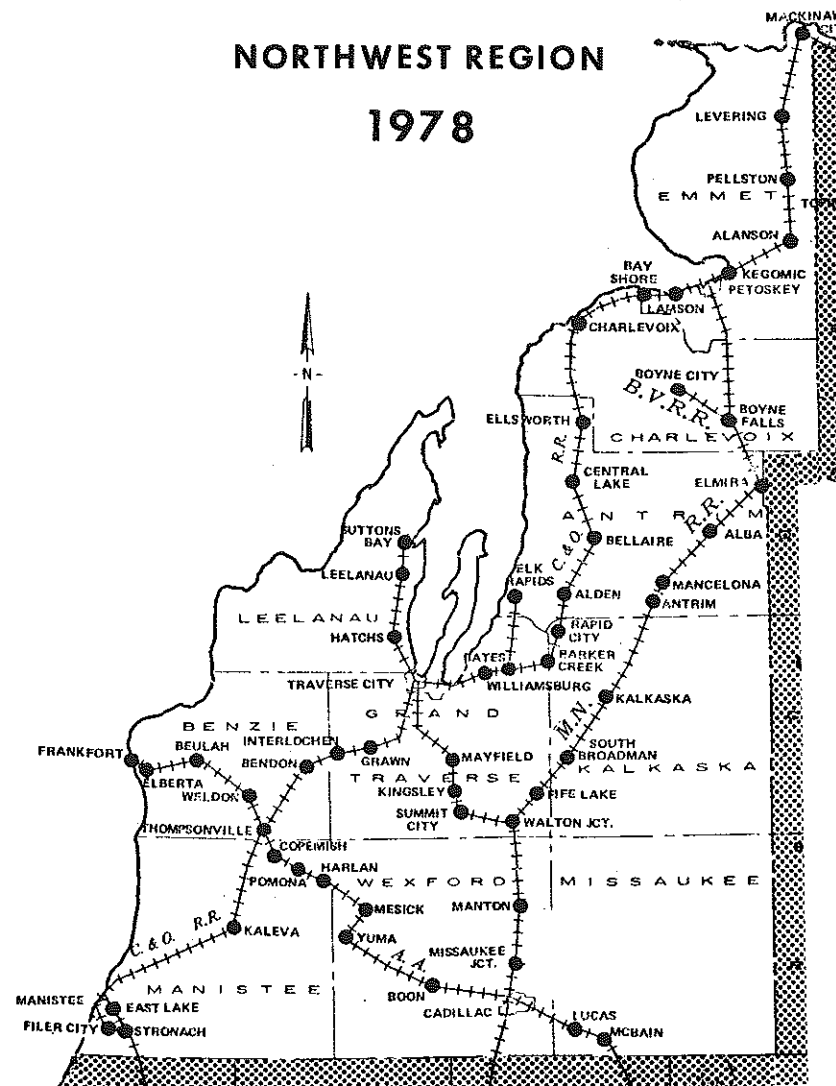 NORTHWEST REGION
1978
LEVERING
PELLSTON
EMMET
ALANSON
BAY
SHORE
KEGOMIC
PETOSKEY
LAMSON
CHARLEVOIX
-N-
BOYNE CITY
B.V.R.R.
ELLSWORTH
BOYNE
FALLS
CHARLEVOIX
R.R.
CENTRAL
LAKE
ELMIRA
ANTRIM
R.R.
ALBA
SUTTONS
BAY
C.&O.
BELLAIRE
LEELANAU
ELK
RAPIDS
ALDEN
MANCELONA
ANTRIM
LEELANAU
HATCHS
RAPID
CITY
BATES
PARKER
CREEK
TRAVERSE CITY
WILLIAMSBURG
KALKASKA
GRAND
M.N.
BENZIE
FRANKFORT
BEULAH
INTERLOCHEN
GRAWN
MAYFIELD
SOUTH
BROADMAN
KALKASKA
ELBERTA
BENDON
TRAVERSE
WELDON
KINGSLEY
FIFE LAKE
SUMMIT
CITY
WALTON JCT.
THOMPSONVILLE
COPEMISH
HARLAN
POMONA
WEXFORD
MISSAUKEE
MESICK
MANTON
C.&O. R.R.
KALEVA
YUMA
A.A.
MISSAUKEE
JCT.
MANISTEE
MANISTEE
EAST LAKE
BOON
CADILLAC
LUCAS
FILER CITY
STRONACH
MCBAIN